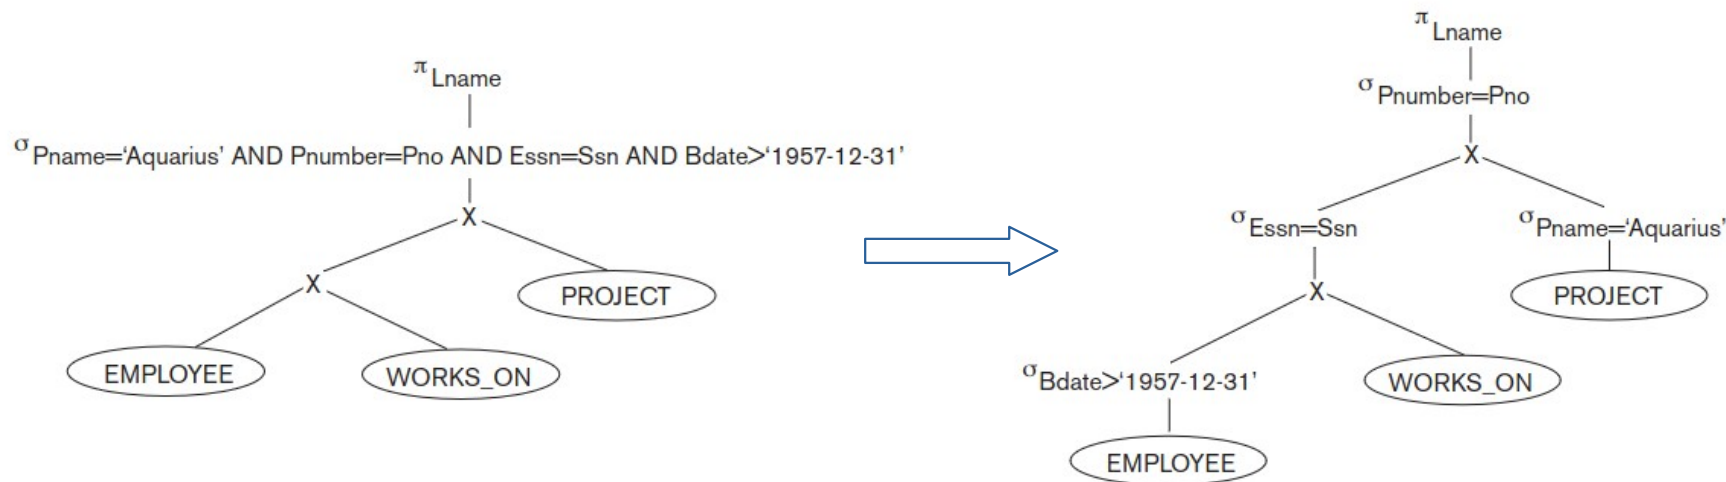 π Lname
σ Pname=‘Aquarius’ AND Pnumber=Pno AND Essn=Ssn AND Bdate>‘1957-12-31’
X
X
PROJECT
EMPLOYEE
WORKS_ON
π Lname
σ Pnumber=Pno
X
σ Essn=Ssn
σ Pname=‘Aquarius’
X
PROJECT
σ Bdate>‘1957-12-31’
WORKS_ON
EMPLOYEE